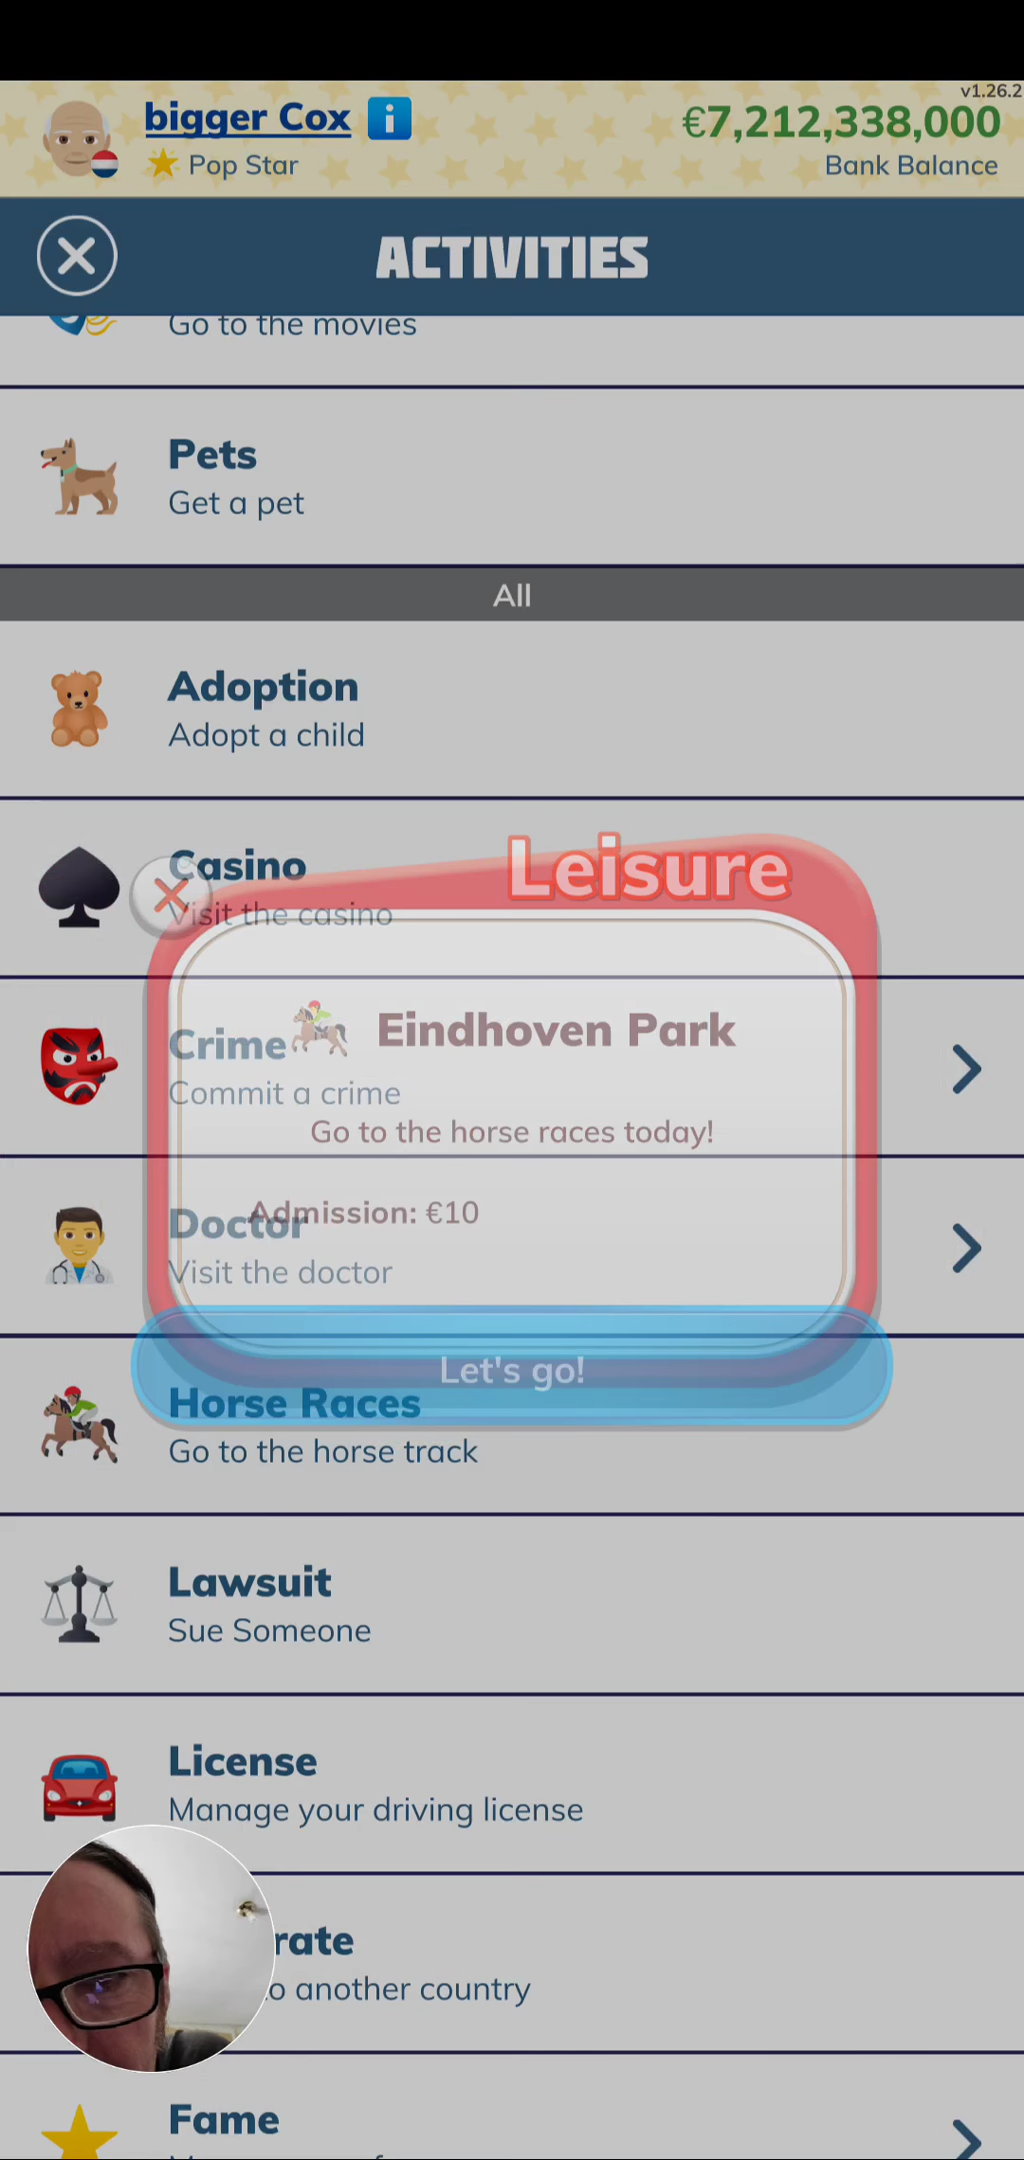 v1.26.2
bigger Cox
€7,212,338,000
Pop Star
Bank Balance
ACTIVITIES
Go to the movies
Pets
Get a pet
All
Adoption
Adopt a child
Casino
Visit the casino
Leisure
Eindhoven Park
Crime
Commit a crime
Go to the horse races today!
Admission: €10
Doctor
Visit the doctor
Let's go!
Horse Races
Go to the horse track
Lawsuit
Sue Someone
License
Manage your driving license
rate
o another country
Fame